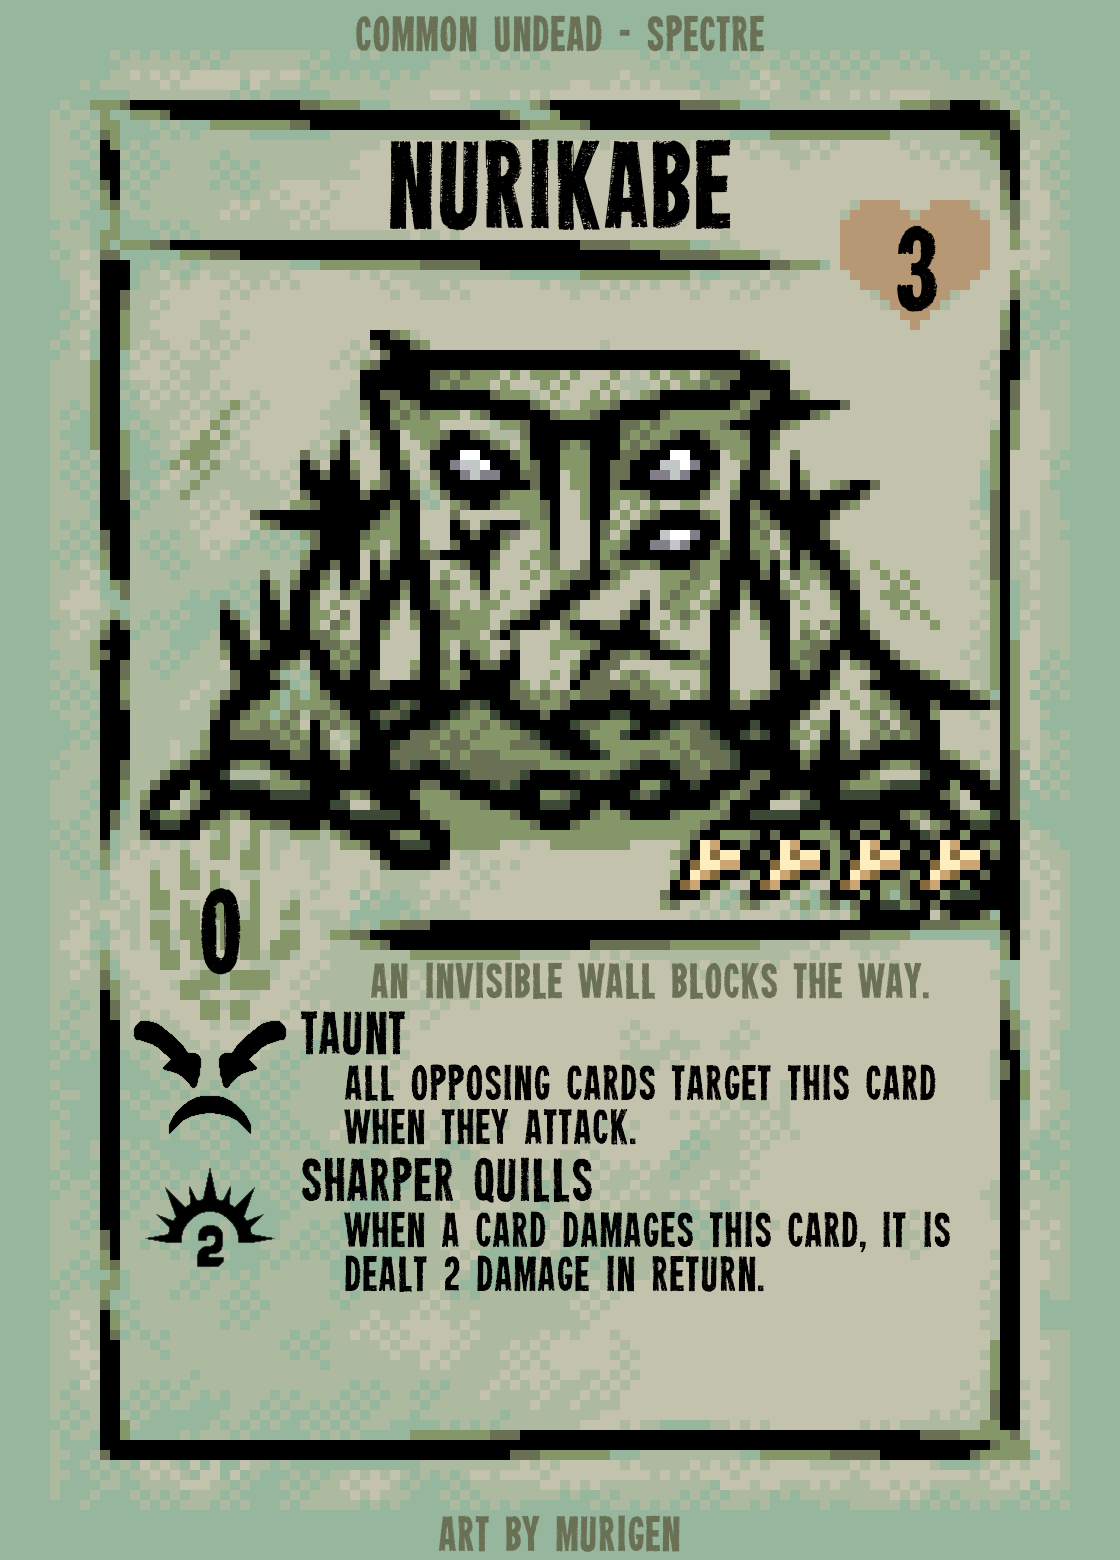 COMMON UNDEAD - SPECTRE
NURIKABE
3
0
AN INVISIBLE WALL BLOCKS THE WAY.
TAUNT
ALL OPPOSING CARDS TARGET THIS CARD
WHEN THEY ATTACK.
SHARPER QUILLS
2
WHEN A CARD DAMAGES THIS CARD, IT IS
DEALT 2 DAMAGE IN RETURN.
ART BY MURIGEN